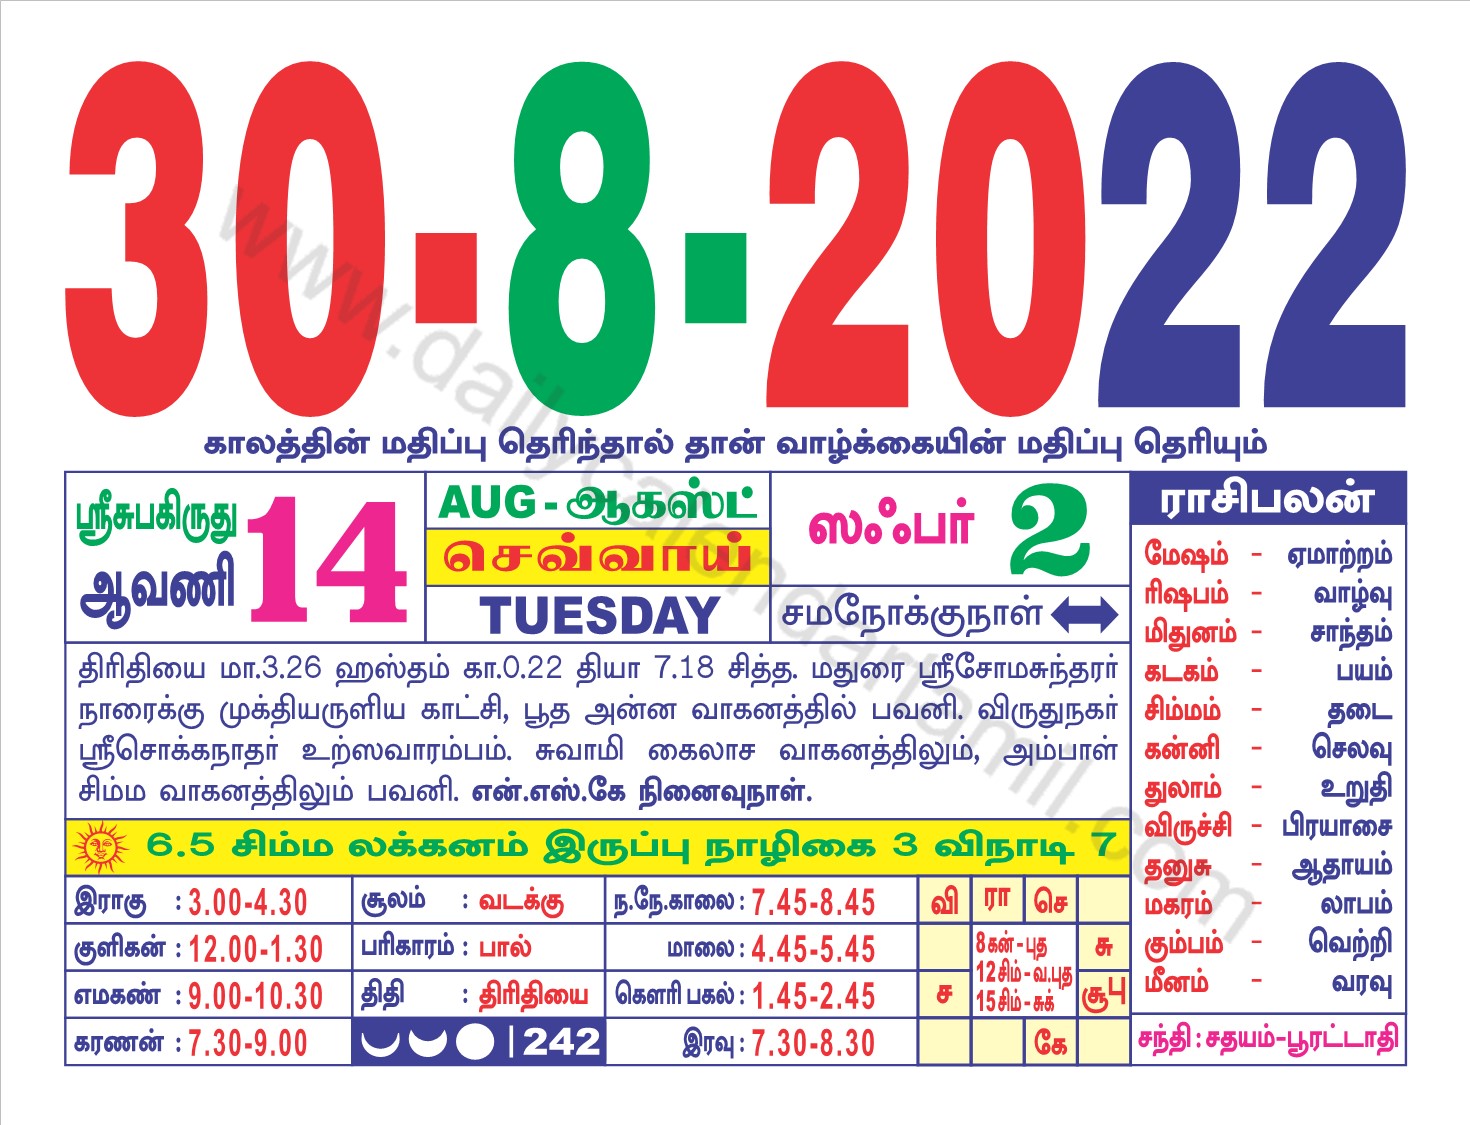 30-8-2022
காலத்தின் மதிப்பு தெரிந்தால் தான் வாழ்க்கையின் மதிப்பு தெரியும்
ஸ்ரீசுபகிருது
ஆவணி 14
AUG - ஆகஸ்ட்
செவ்வாய்
TUESDAY
ஸஃபர் 2
சமநோக்குநாள்
திரிதியை மா.3.26 ஹஸ்தம் கா.0.22 தியா 7.18 சித்த. மதுரை ஸ்ரீசோமசுந்தரர்
நாரைக்கு முக்தியருளிய காட்சி, பூத அன்ன வாகனத்தில் பவனி. விருதுநகர்
ஸ்ரீசொக்கநாதர் உற்ஸவாரம்பம். சுவாமி கைலாச வாகனத்திலும், அம்பாள்
சிம்ம வாகனத்திலும் பவனி. என்.எஸ்.கே நினைவுநாள்.
6.5 சிம்ம லக்கனம் இருப்பு நாழிகை 3 விநாடி 7
இராகு : 3.00-4.30
குளிகன் : 12.00-1.30
எமகண் : 9.00-10.30
கரணன் : 7.30-9.00
சூலம் : வடக்கு
பரிகாரம் : பால்
திதி : திரிதியை
242
ந.நே.காலை : 7.45-8.45
மாலை : 4.45-5.45
கௌரி பகல் : 1.45-2.45
இரவு : 7.30-8.30
வி ரா செ
8கன் - புத
12சிம் - வ.புத
15சிம் - சுக்
சு
ச
சூபு
கே
ராசிபலன்
மேஷம் - ஏமாற்றம்
ரிஷபம் - வாழ்வு
மிதுனம் - சாந்தம்
கடகம் - பயம்
சிம்மம் - தடை
கன்னி - செலவு
துலாம் - உறுதி
விருச்சி - பிரயாசை
தனுசு - ஆதாயம்
மகரம் - லாபம்
கும்பம் - வெற்றி
மீனம் - வரவு
சந்தி : சதயம்-பூரட்டாதி
www.dailycalendartamil.com